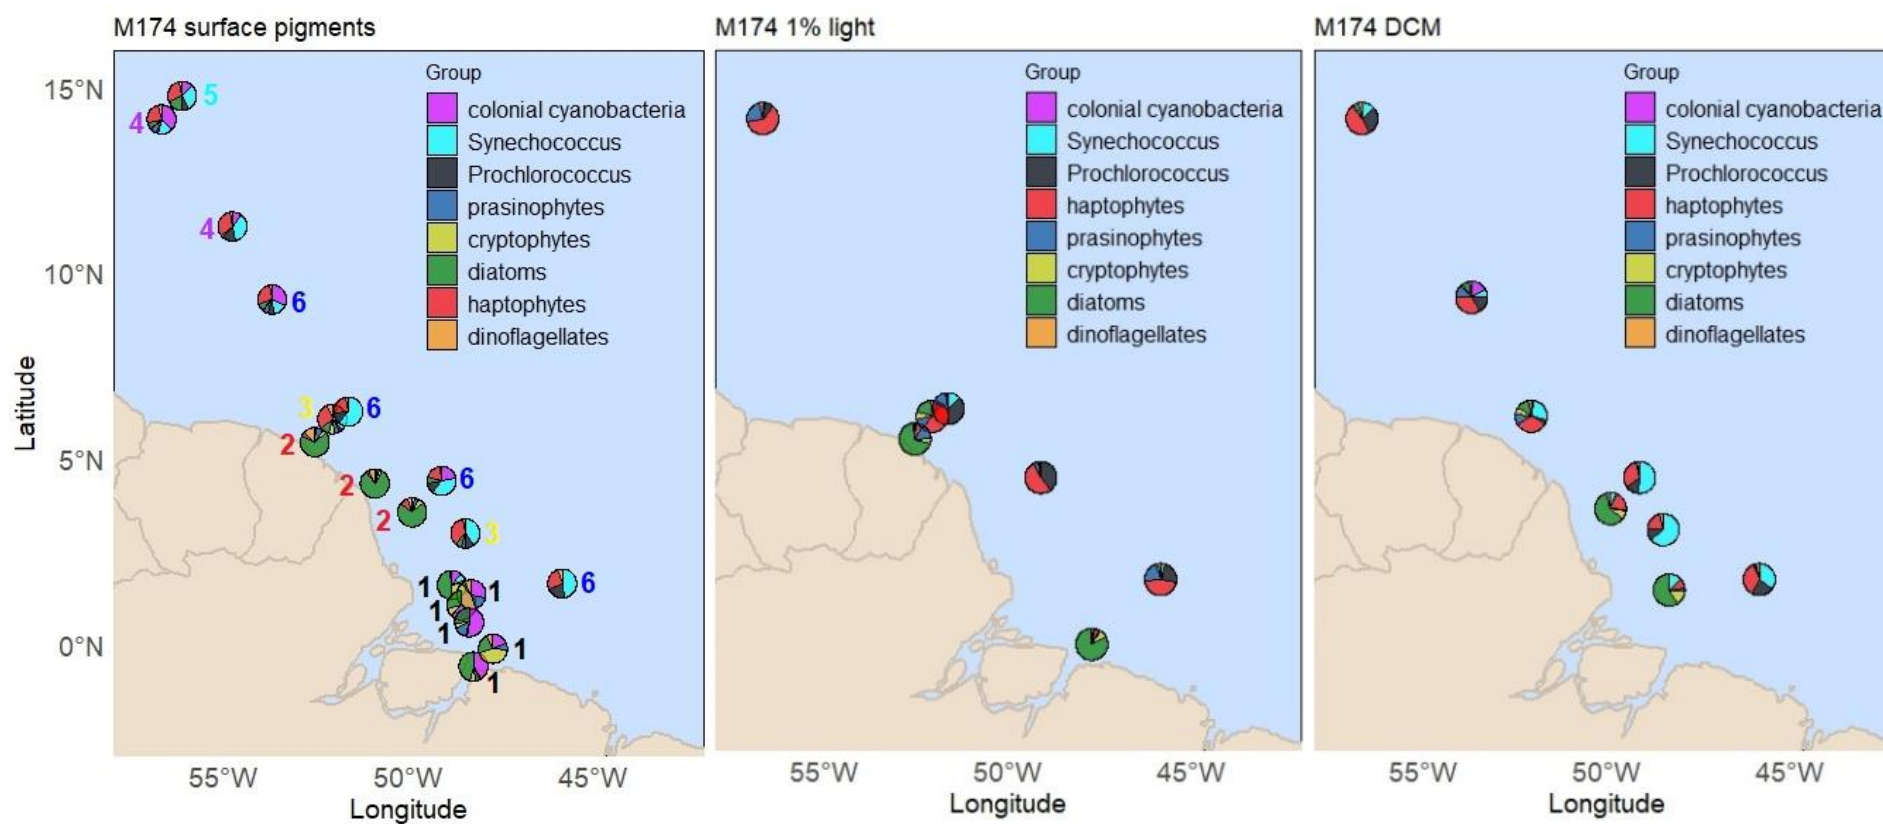 M174 surface pigments
Group
colonial cyanobacteria
Synechococcus
Prochlorococcus
prasinophytes
cryptophytes
diatoms
haptophytes
dinoflagellates
15°N
10°N
5°N
0°N
Latitude
5
4
4
6
3
6
2
2
6
2
3
6
1
1
1
1
1
1
55°W
50°W
45°W
Longitude
M174 1% light
Group
colonial cyanobacteria
Synechococcus
Prochlorococcus
haptophytes
prasinophytes
cryptophytes
diatoms
dinoflagellates
55°W
50°W
45°W
Longitude
M174 DCM
Group
colonial cyanobacteria
Synechococcus
Prochlorococcus
haptophytes
prasinophytes
cryptophytes
diatoms
dinoflagellates
55°W
50°W
45°W
Longitude